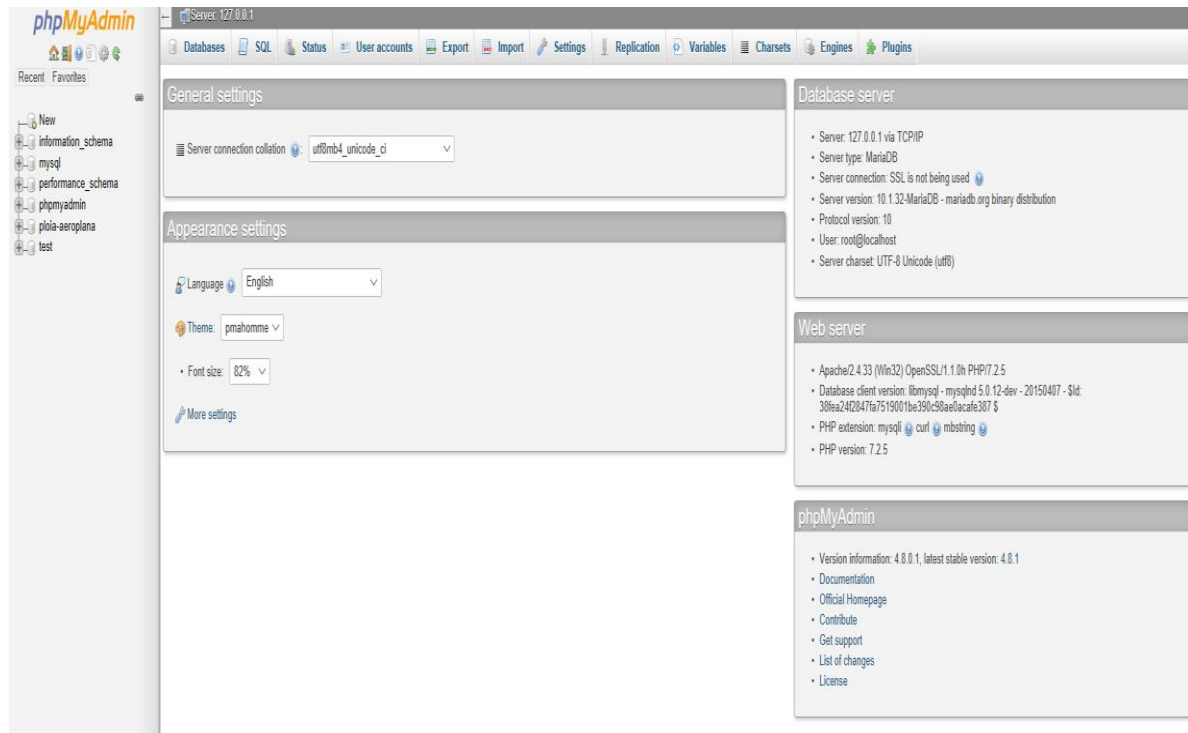 phpMyAdmin
Recent Favorites
New
information_schema
mysql
performance_schema
phpmyadmin
ploia-aeroplana
test
Server: 127.0.0.1
Databases SQL Status User accounts Export Import Settings Replication Variables Charsets Engines Plugins
General settings
Server connection collation : utf8mb4_unicode_ci
Appearance settings
Language English
Theme: pmahomme
• Font size: 82%
More settings
Database server
• Server: 127.0.0.1 via TCP/IP
• Server type: MariaDB
• Server connection: SSL is not being used
• Server version: 10.1.32-MariaDB - mariadb.org binary distribution
• Protocol version: 10
• User: root@localhost
• Server charset: UTF-8 Unicode (utf8)
Web server
• Apache/2.4.33 (Win32) OpenSSL/1.1.0h PHP/7.2.5
• Database client version: libmysql - mysqlnd 5.0.12-dev - 20150407 - $Id:
38fea24f2847fa7519001be390c98ae0acafe387 $
• PHP extension: mysqli curl mbstring
• PHP version: 7.2.5
phpMyAdmin
• Version information: 4.8.0.1, latest stable version: 4.8.1
• Documentation
• Official Homepage
• Contribute
• Get support
• List of changes
• License